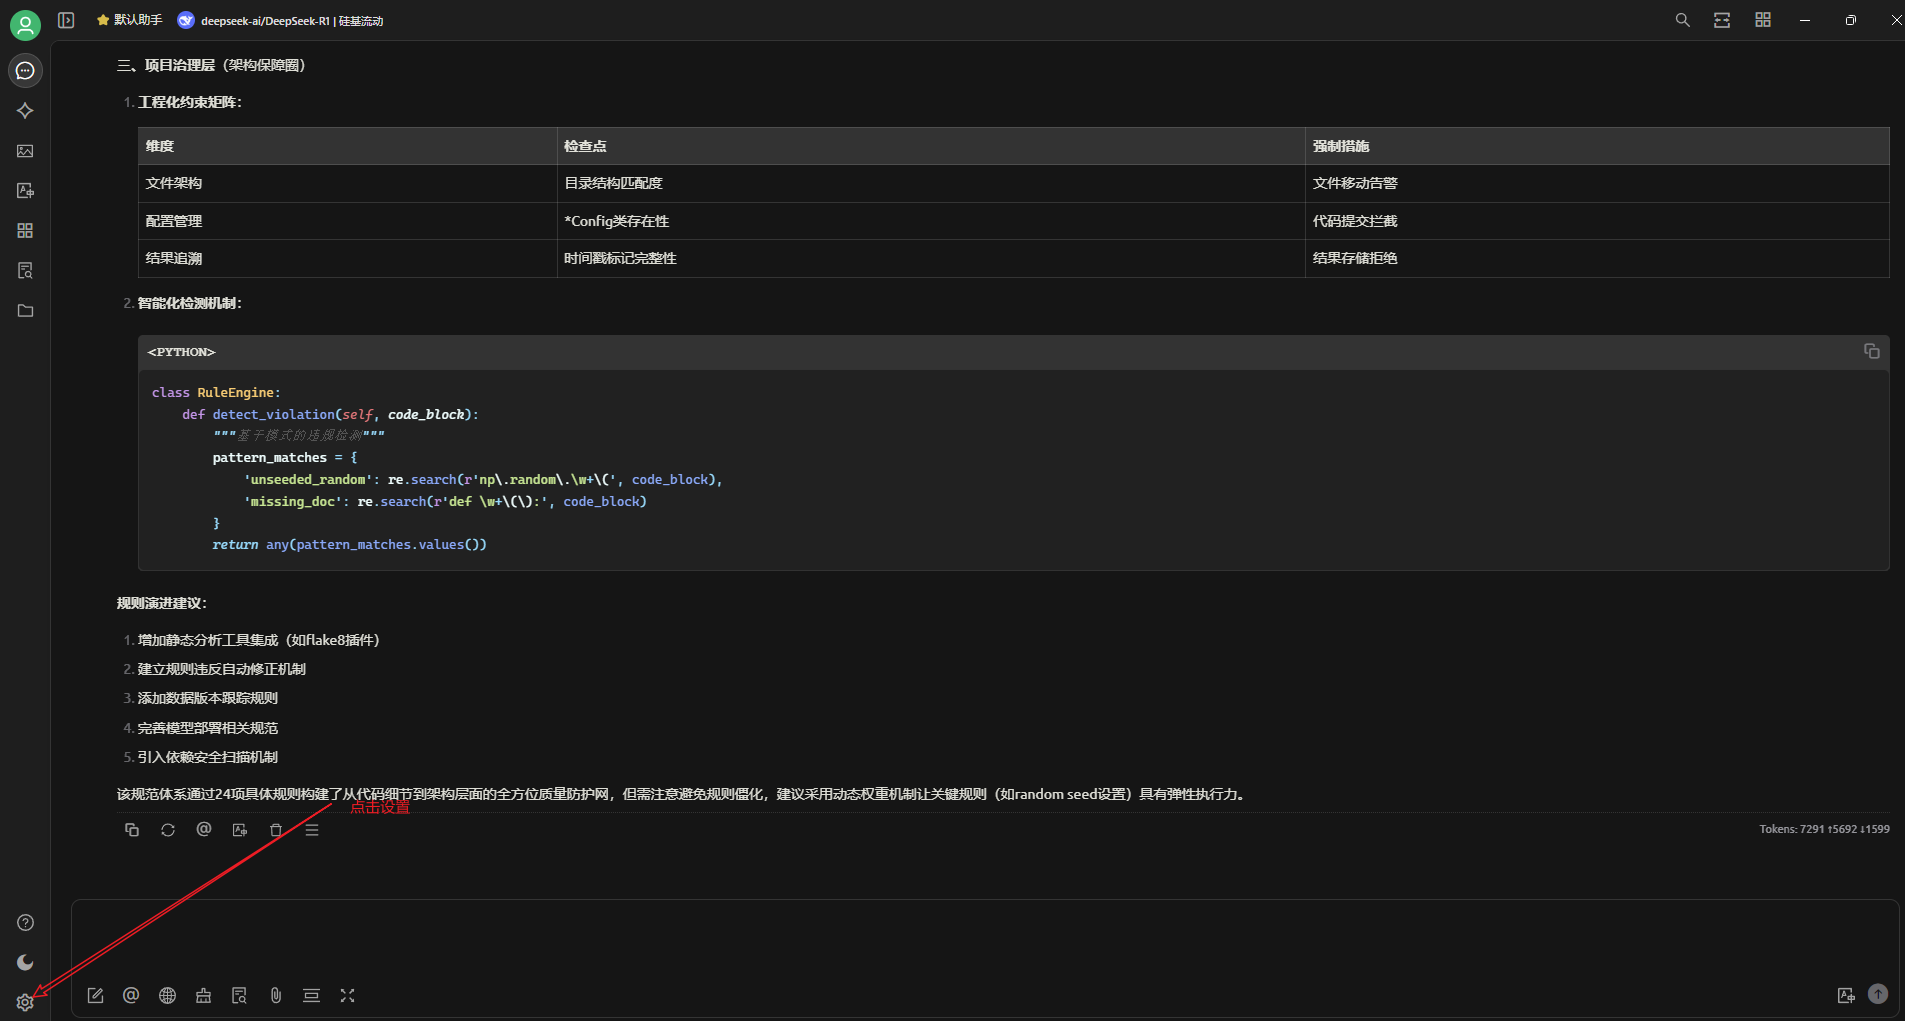 默认助手
deepseek-ai/DeepSeek-R1 | 硅基流动
三、项目治理层（架构保障圈）
1. 工程化约束矩阵：
维度 检查点 强制措施
文件架构 目录结构匹配度 文件移动告警
配置管理 *Config类存在性 代码提交拦截
结果追溯 时间戳标记完整性 结果存储拒绝
2. 智能化检测机制：
<PYTHON>
class RuleEngine:
    def detect_violation(self, code_block):
        """基于模式的违规检测"""
        pattern_matches = {
            'unseeded_random': re.search(r'np\.random\.\w+\(', code_block),
            'missing_doc': re.search(r'def \w+\(\):', code_block)
        }
        return any(pattern_matches.values())
规则演进建议：
1. 增加静态分析工具集成（如flake8插件）
2. 建立规则违反自动修正机制
3. 添加数据版本跟踪规则
4. 完善模型部署相关规范
5. 引入依赖安全扫描机制
该规范体系通过24项具体规则构建了从代码细节到架构层面的全方位质量防护网，但需注意避免规则僵化，建议采用动态权重机制让关键规则（如random seed设置）具有弹性执行力。
点击设置
Tokens: 7291 ↑5692 ↓1599